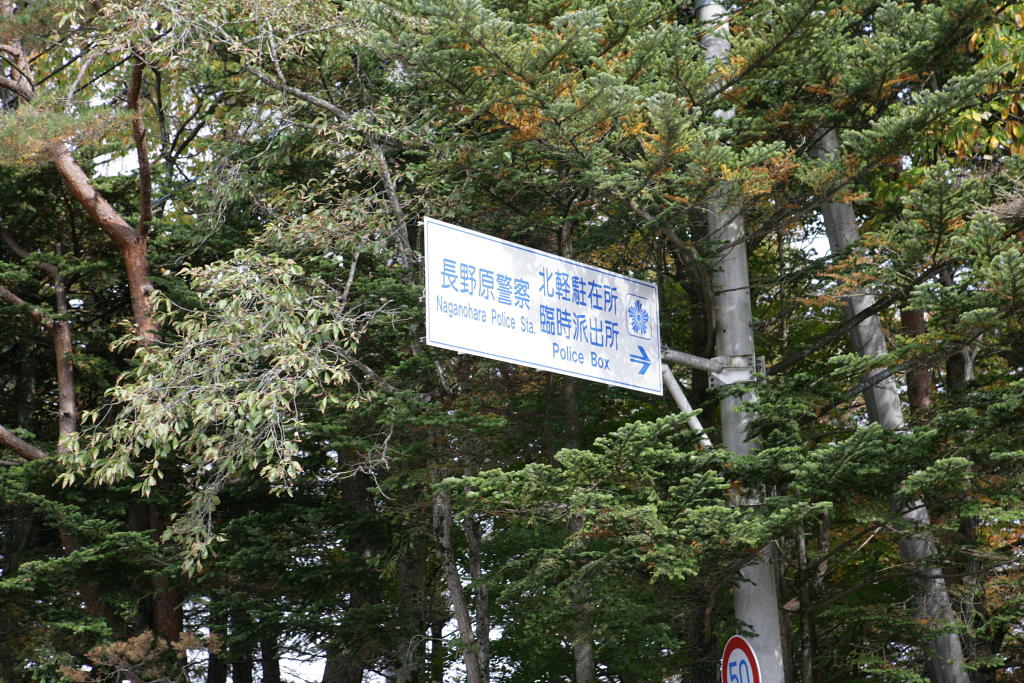 長野原警察
Naganohara Police Sta.
北軽駐在所
臨時派出所
Police Box
50